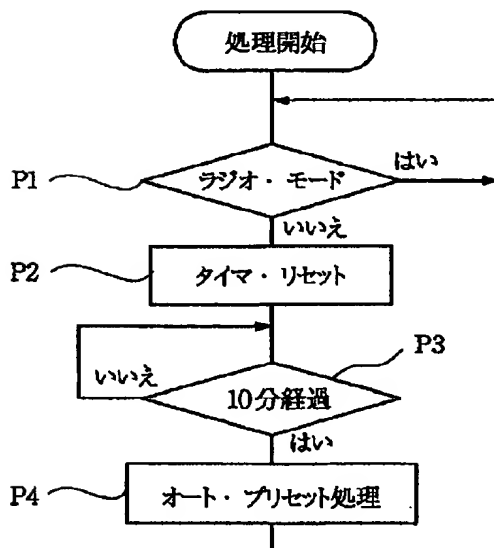 処理開始
P1
ラジオ・モード
はい
いいえ
P2
タイマ・リセット
P3
いいえ
10分経過
はい
P4
オート・プリセット処理